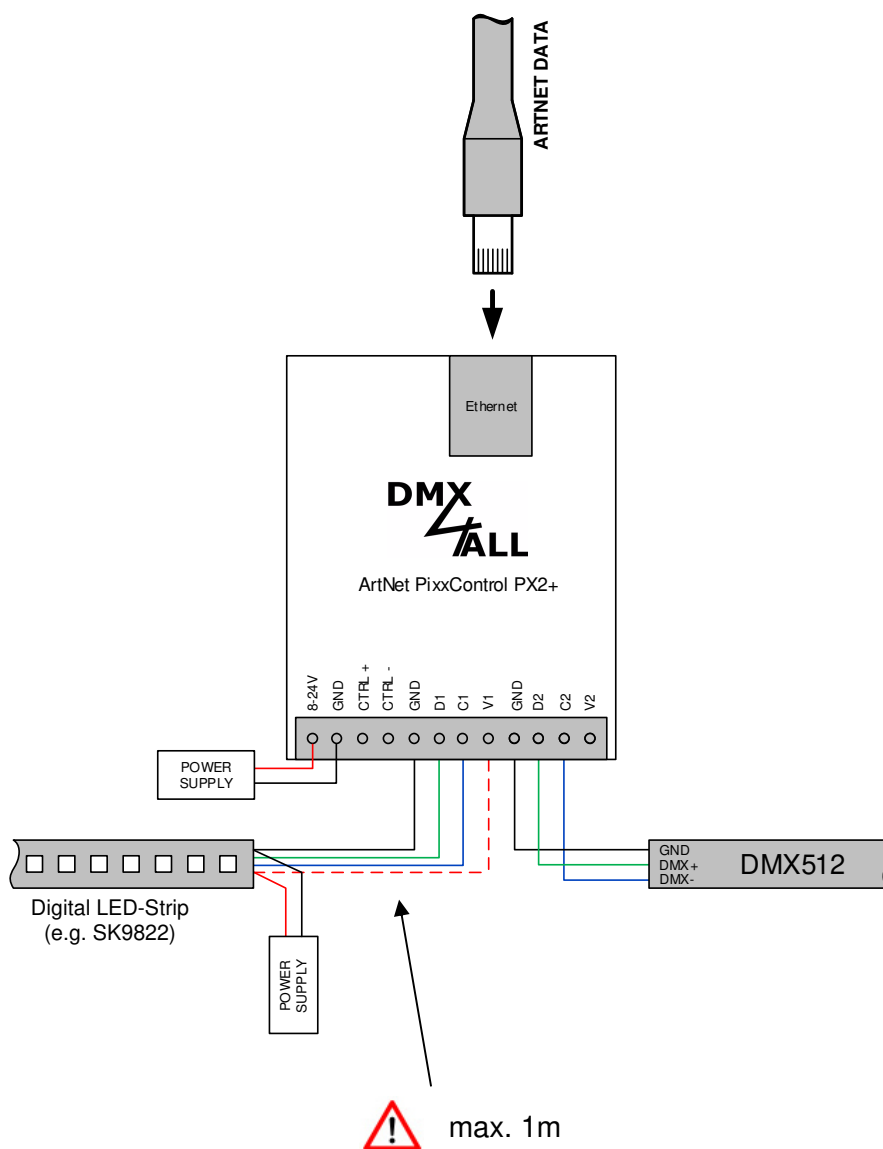 ARTNET DATA
Ethernet
DMX
4ALL
ArtNet PixxControl PX2+
8-24V
GND
CTRL +
CTRL -
GND
D1
C1
V1
GND
D2
C2
V2
POWER
SUPPLY
GND
DMX+
DMX-
DMX512
Digital LED-Strip
(e.g. SK9822)
POWER
SUPPLY
max. 1m